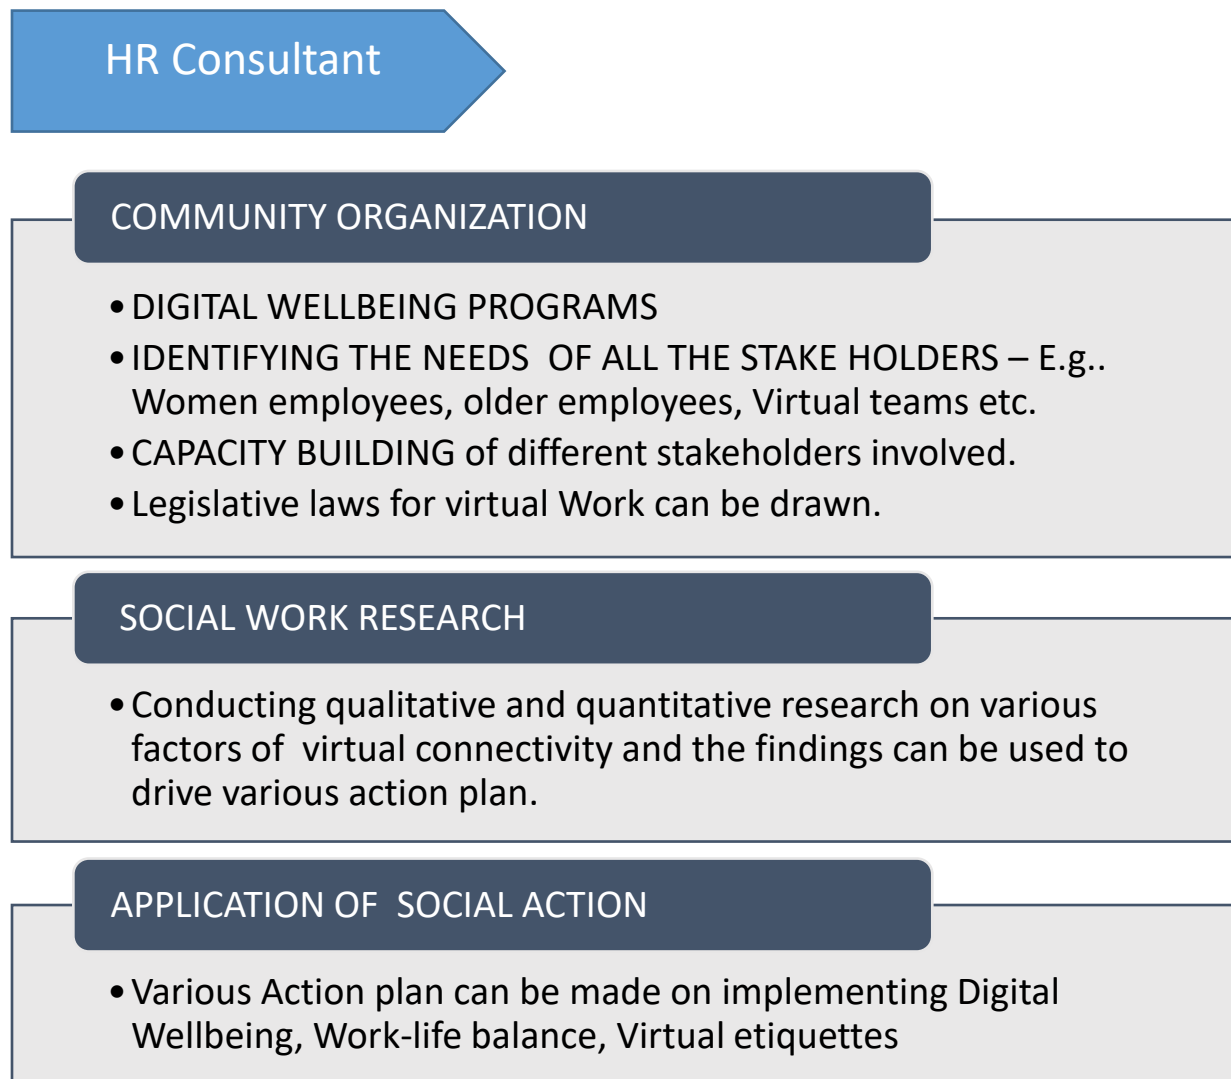 HR Consultant
COMMUNITY ORGANIZATION
•DIGITAL WELLBEING PROGRAMS
•IDENTIFYING THE NEEDS  OF ALL THE STAKE HOLDERS – E.g..
Women employees, older employees, Virtual teams etc.
•CAPACITY BUILDING of different stakeholders involved.
•Legislative laws for virtual Work can be drawn.
SOCIAL WORK RESEARCH
•Conducting qualitative and quantitative research on various
factors of  virtual connectivity and the findings can be used to
drive various action plan.
APPLICATION OF  SOCIAL ACTION
•Various Action plan can be made on implementing Digital
Wellbeing, Work-life balance, Virtual etiquettes